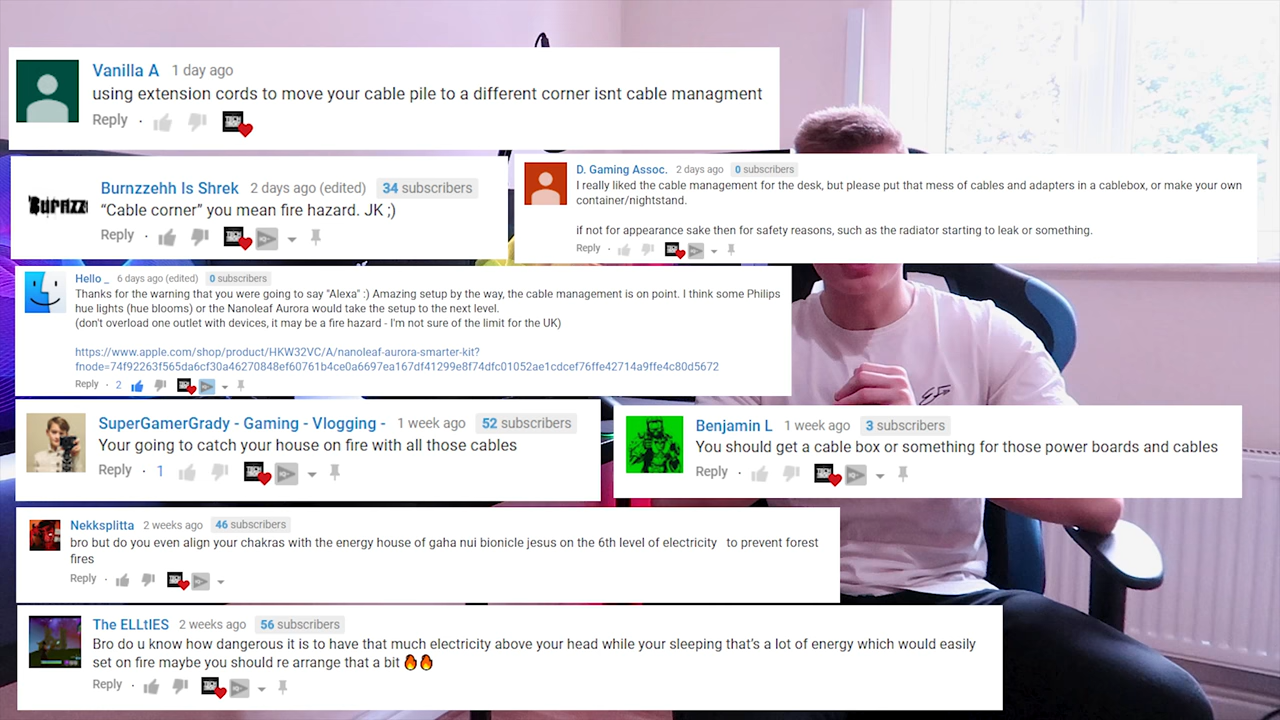 Vanilla A 1 day ago
using extension cords to move your cable pile to a different corner isnt cable managment
Reply
Burnzzehh Is Shrek 2 days ago (edited) 34 subscribers
“Cable corner” you mean fire hazard. JK ;)
Reply
D. Gaming Assoc. 2 days ago 0 subscribers
I really liked the cable management for the desk, but please put that mess of cables and adapters in a cablebox, or make your own
container/nightstand.
if not for appearance sake then for safety reasons, such as the radiator starting to leak or something.
Reply
Hello _ 6 days ago (edited) 0 subscribers
Thanks for the warning that you were going to say "Alexa" :) Amazing setup by the way, the cable management is on point. I think some Philips
hue lights (hue blooms) or the Nanoleaf Aurora would take the setup to the next level.
(don't overload one outlet with devices, it may be a fire hazard - I'm not sure of the limit for the UK)
https://www.apple.com/shop/product/HKW32VC/A/nanoleaf-aurora-smarter-kit?
fnode=74f92263f565da6cf30a46270848ef60761b4ce0a6697ea167df41299e8f74dfc01052ae1cdcef76ffe42714a9ffe4c80d5672
Reply 2
SuperGamerGrady - Gaming - Vlogging - 1 week ago 52 subscribers
Your going to catch your house on fire with all those cables
Reply 1
Benjamin L 1 week ago 3 subscribers
You should get a cable box or something for those power boards and cables
Reply
Nekksplitta 2 weeks ago 46 subscribers
bro but do you even align your chakras with the energy house of gaha nui bionicle jesus on the 6th level of electricity to prevent forest
fires
Reply
The ELLtIES 2 weeks ago 56 subscribers
Bro do u know how dangerous it is to have that much electricity above your head while your sleeping that's a lot of energy which would easily
set on fire maybe you should re arrange that a bit 🔥🔥
Reply